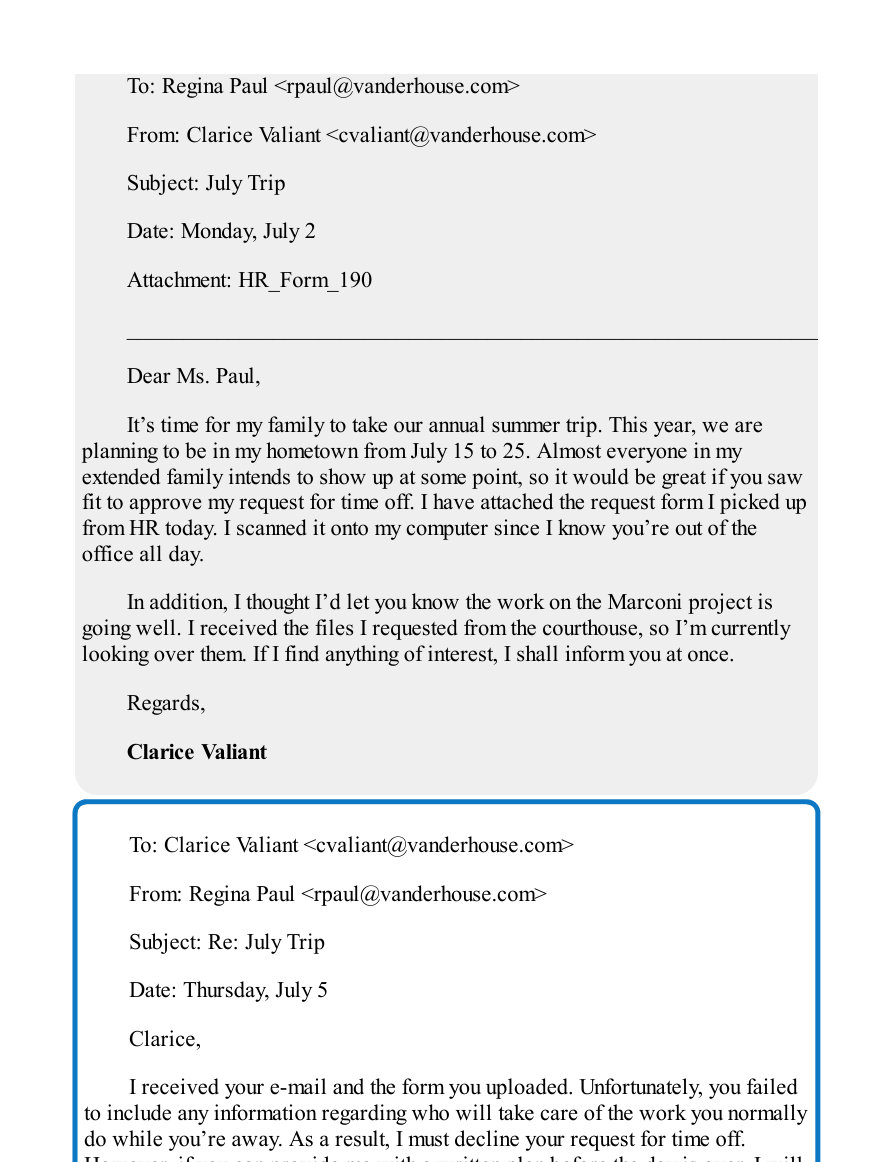 To: Regina Paul <rpaul@vanderhouse.com>
From: Clarice Valiant <cvaliant@vanderhouse.com>
Subject: July Trip
Date: Monday, July 2
Attachment: HR_Form_190
Dear Ms. Paul,
It’s time for my family to take our annual summer trip. This year, we are
planning to be in my hometown from July 15 to 25. Almost everyone in my
extended family intends to show up at some point, so it would be great if you saw
fit to approve my request for time off. I have attached the request form I picked up
from HR today. I scanned it onto my computer since I know you’re out of the
office all day.
In addition, I thought I’d let you know the work on the Marconi project is
going well. I received the files I requested from the courthouse, so I’m currently
looking over them. If I find anything of interest, I shall inform you at once.
Regards,
Clarice Valiant
To: Clarice Valiant <cvaliant@vanderhouse.com>
From: Regina Paul <rpaul@vanderhouse.com>
Subject: Re: July Trip
Date: Thursday, July 5
Clarice,
I received your e-mail and the form you uploaded. Unfortunately, you failed
to include any information regarding who will take care of the work you normally
do while you’re away. As a result, I must decline your request for time off.